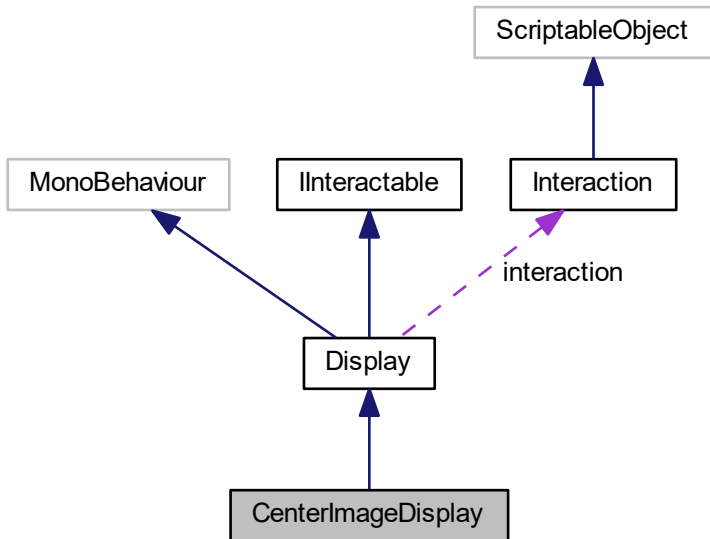 ScriptableObject
MonoBehaviour
IInteractable
Interaction
interaction
Display
CenterImageDisplay